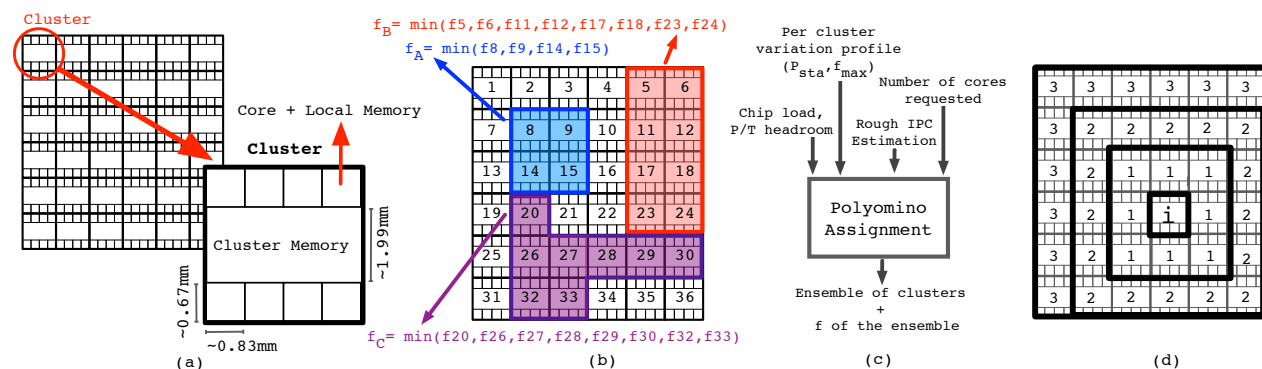 Cluster
Core + Local Memory
Cluster
Cluster Memory
~1.99mm
~0.67mm
~0.83mm
(a)
fB= min(f5,f6,f11,f12,f17,f18,f23,f24)
fA= min(f8,f9,f14,f15)
1 2 3 4 5 6
7 8 9 10 11 12
13 14 15 16 17 18
19 20 21 22 23 24
25 26 27 28 29 30
31 32 33 34 35 36
fC= min(f20,f26,f27,f28,f29,f30,f32,f33)
(b)
Per cluster
variation profile
(Psta,fmax)
Number of cores
requested
Chip load,
P/T headroom
Rough IPC
Estimation
Polyomino
Assignment
Ensemble of clusters
+
f of the ensemble
(c)
3 3 3 3 3 3
3 2 2 2 2 2
3 2 1 1 1 2
3 2 1 i 1 2
3 2 1 1 1 2
3 2 2 2 2 2
(d)